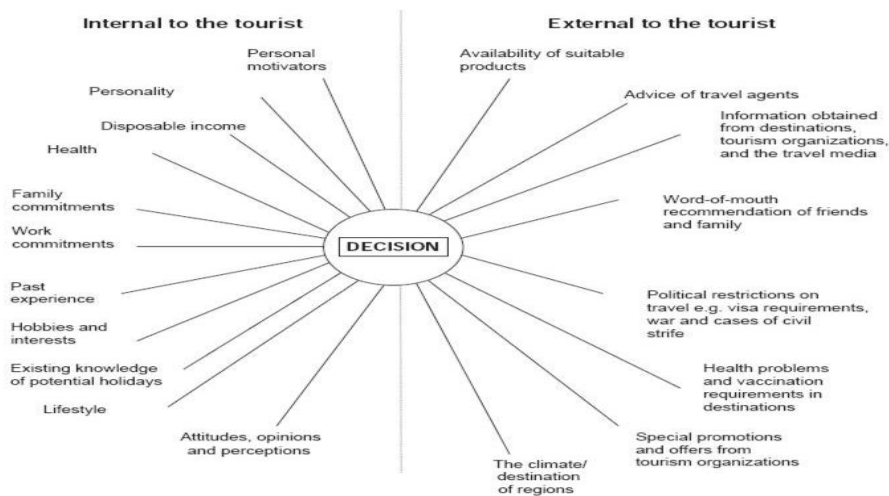 Internal to the tourist
External to the tourist
Personal
motivators
Personality
Disposable income
Health
Family
commitments
Work
commitments
Past
experience
Hobbies and
interests
Existing knowledge
of potential holidays
Lifestyle
Attitudes, opinions
and perceptions
DECISION
Availability of suitable
products
Advice of travel agents
Information obtained
from destinations,
tourism organizations,
and the travel media
Word-of-mouth
recommendation of friends
and family
Political restrictions on
travel e.g. visa requirements,
war and cases of civil
strife
Health problems
and vaccination
requirements in
destinations
Special promotions
and offers from
tourism organizations
The climate/
destination
of regions